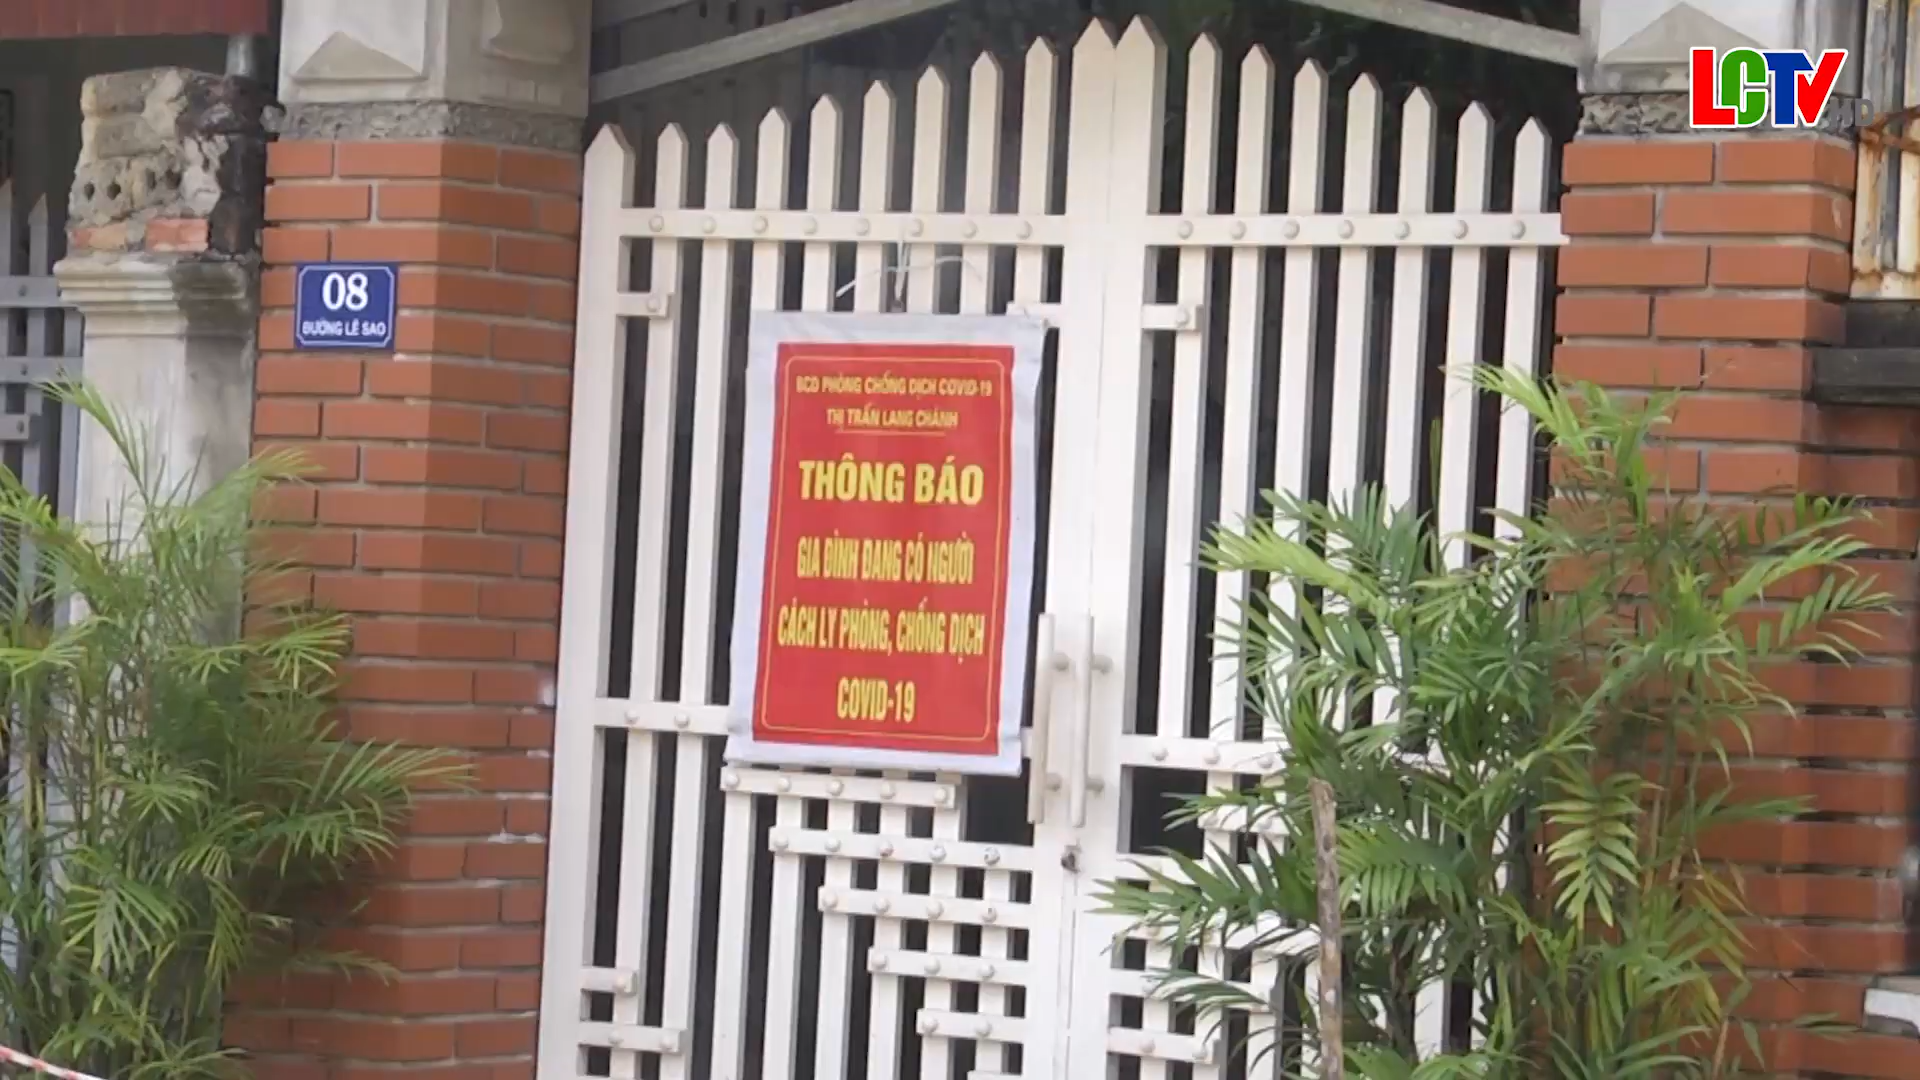 LCTV.HD
08
ĐƯỜNG LÊ SAO
BCĐ PHÒNG CHỐNG DỊCH COVID-19
THỊ TRẤN LANG CHÁNH
THÔNG BÁO
GIA ĐÌNH ĐANG CÓ NGƯỜI
CÁCH LY PHÒNG, CHỐNG DỊCH
COVID-19